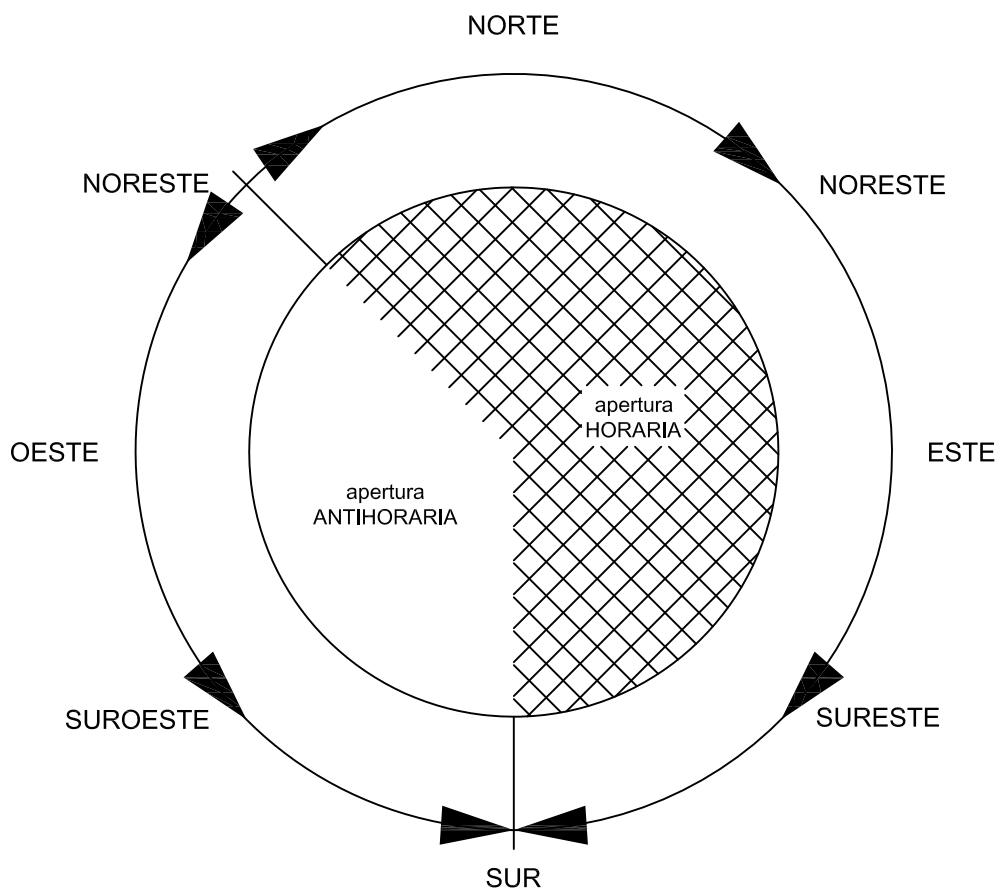 NORTE
NORESTE
NORESTE
apertura
HORARIA
OESTE
ESTE
apertura
ANTIHORARIA
SUROESTE
SURESTE
SUR